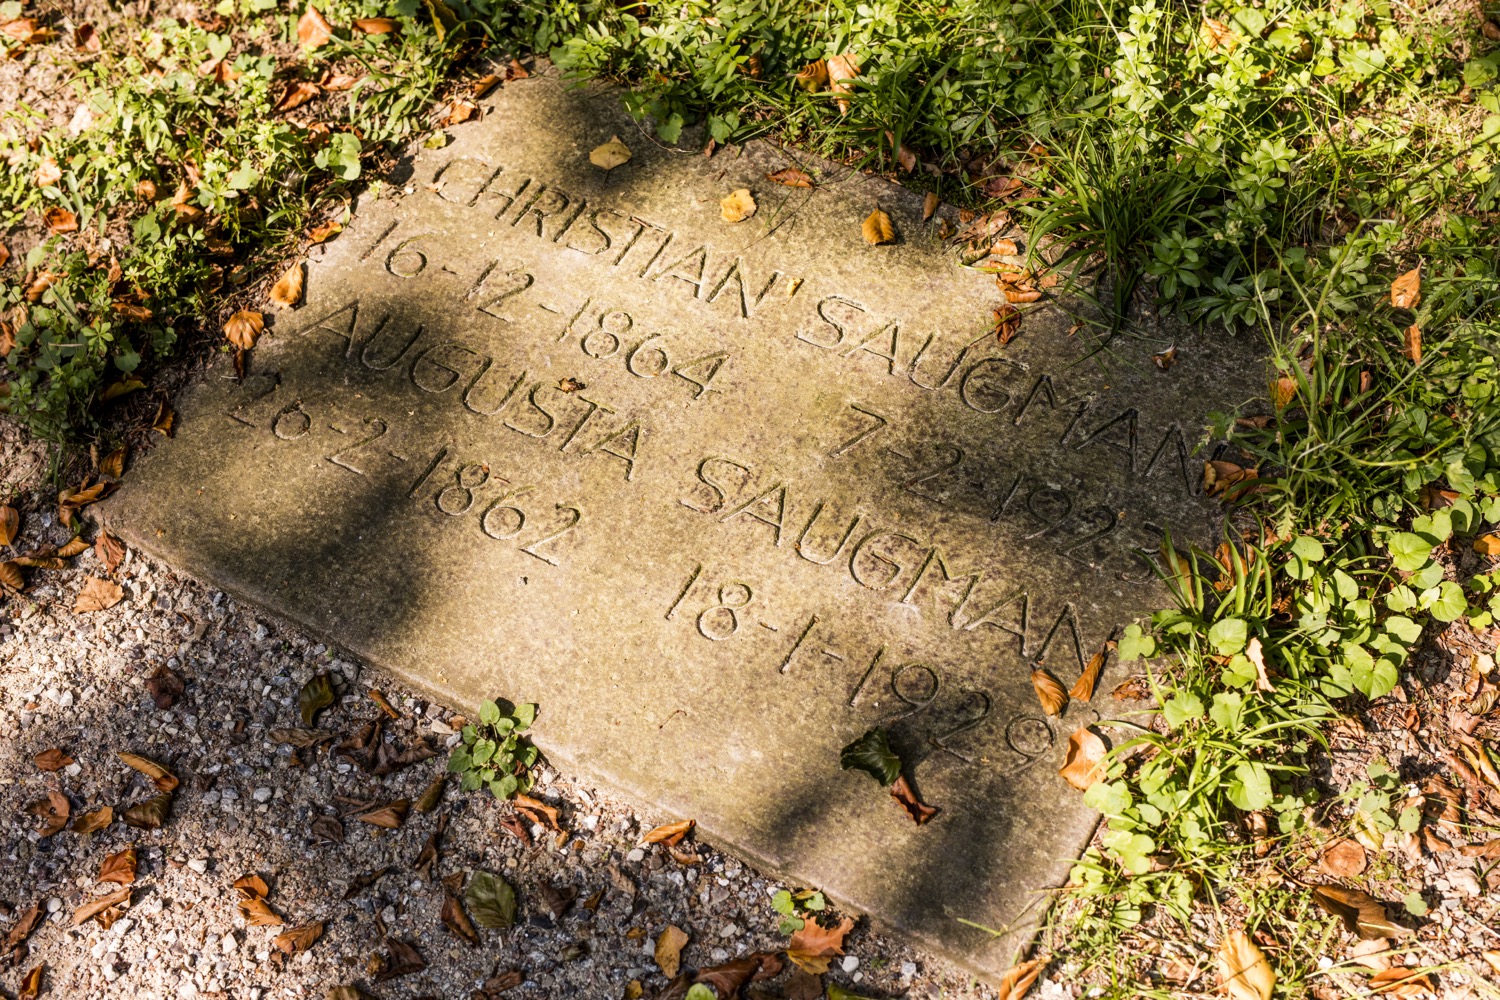 CHRISTIAN SAUGMAN
16-12-1864 7-2-1923
AUGUSTA SAUGMAN
26-2-1862 18-1-1929